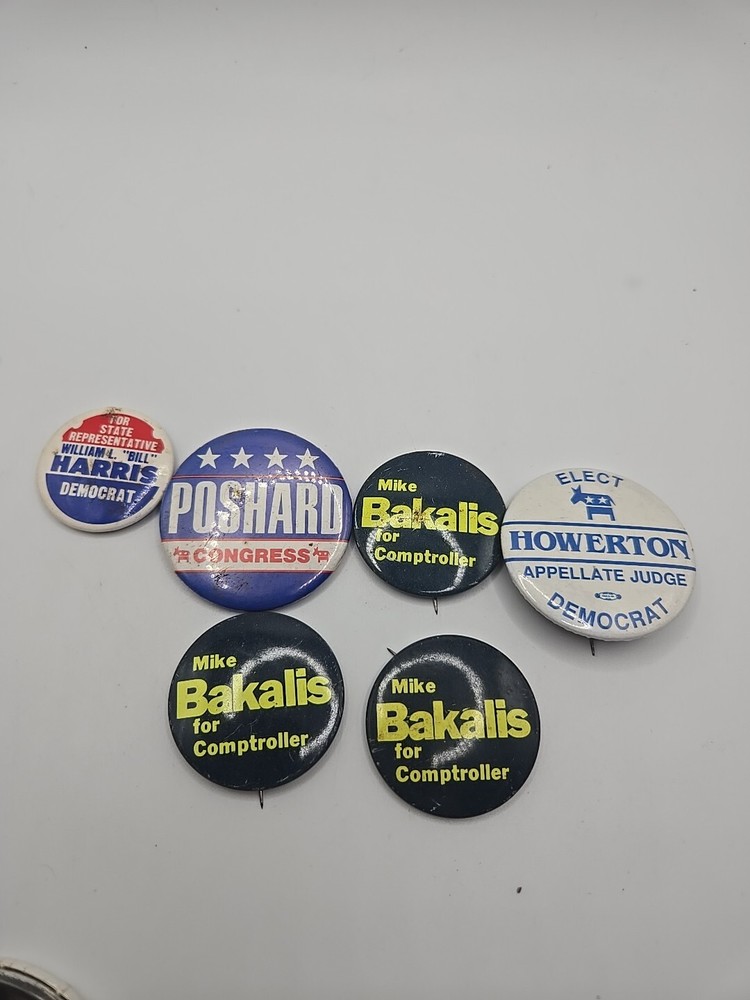 FOR
STATE
REPRESENTATIVE
WILLIAM L. "BILL"
HARRIS
DEMOCRAT
POSHARD
CONGRESS
Mike
Bakalis
for
Comptroller
ELECT
HOWERTON
APPELLATE JUDGE
DEMOCRAT
Mike
Bakalis
for
Comptroller
Mike
Bakalis
for
Comptroller